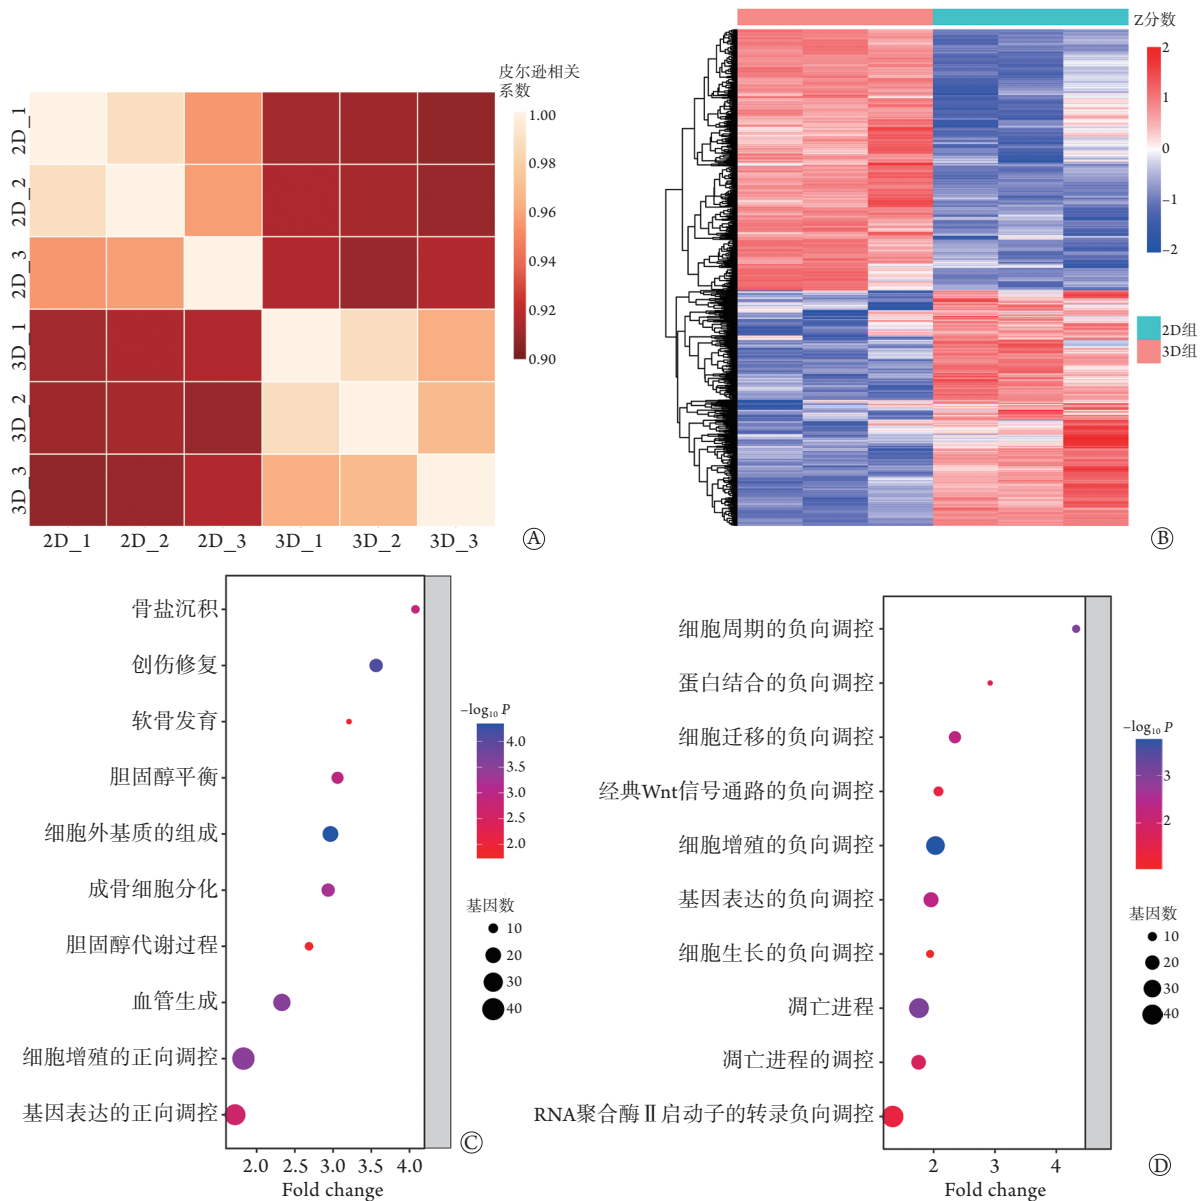 皮尔逊相关
系数
2D_1
2D_2
2D_3
3D_1
3D_2
3D_3
1.00
0.98
0.96
0.94
0.92
0.90
2D_1 2D_2 2D_3 3D_1 3D_2 3D_3
Ⓐ
Z分数
2
1
0
−1
−2
2D组
3D组
Ⓑ
骨盐沉积
创伤修复
软骨发育
胆固醇平衡
细胞外基质的组成
成骨细胞分化
胆固醇代谢过程
血管生成
细胞增殖的正向调控
基因表达的正向调控
2.0 2.5 3.0 3.5 4.0
Fold change
−log₁₀ P
4.0
3.5
3.0
2.5
2.0
基因数
10
20
30
40
Ⓒ
细胞周期的负向调控
蛋白结合的负向调控
细胞迁移的负向调控
经典Wnt信号通路的负向调控
细胞增殖的负向调控
基因表达的负向调控
细胞生长的负向调控
凋亡进程
凋亡进程的调控
RNA聚合酶Ⅱ启动子的转录负向调控
2 3 4
Fold change
−log₁₀ P
3
2
基因数
10
20
30
40
Ⓓ